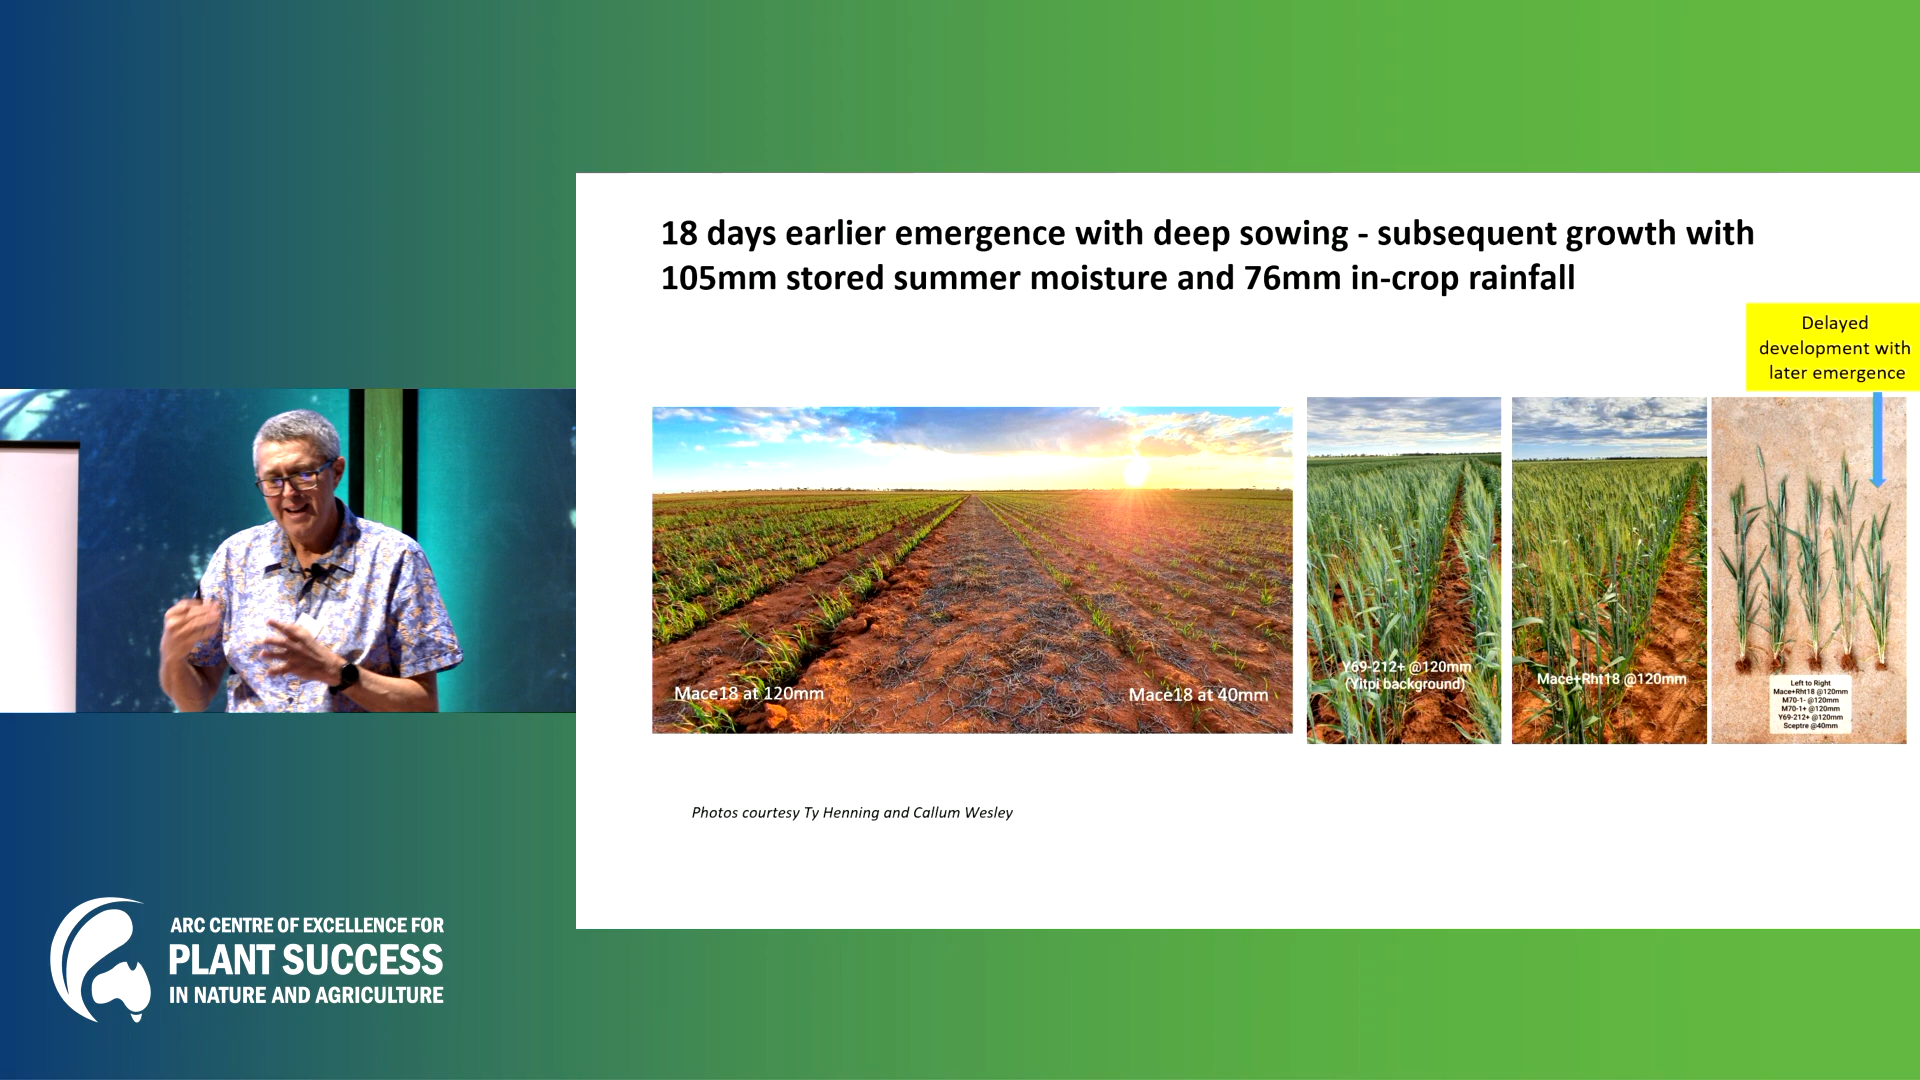 18 days earlier emergence with deep sowing - subsequent growth with
105mm stored summer moisture and 76mm in-crop rainfall
Delayed
development with
later emergence
Mace18 at 120mm
Mace18 at 40mm
Y69-212+ @120mm
(Yitpi background)
Mace+Rht18 @120mm
Left to Right
Mace+Rht18 @120mm
M70-1- @120mm
M70-1+ @120mm
Y69-212+ @120mm
Sceptre @40mm
Photos courtesy Ty Henning and Callum Wesley
ARC CENTRE OF EXCELLENCE FOR
PLANT SUCCESS
IN NATURE AND AGRICULTURE